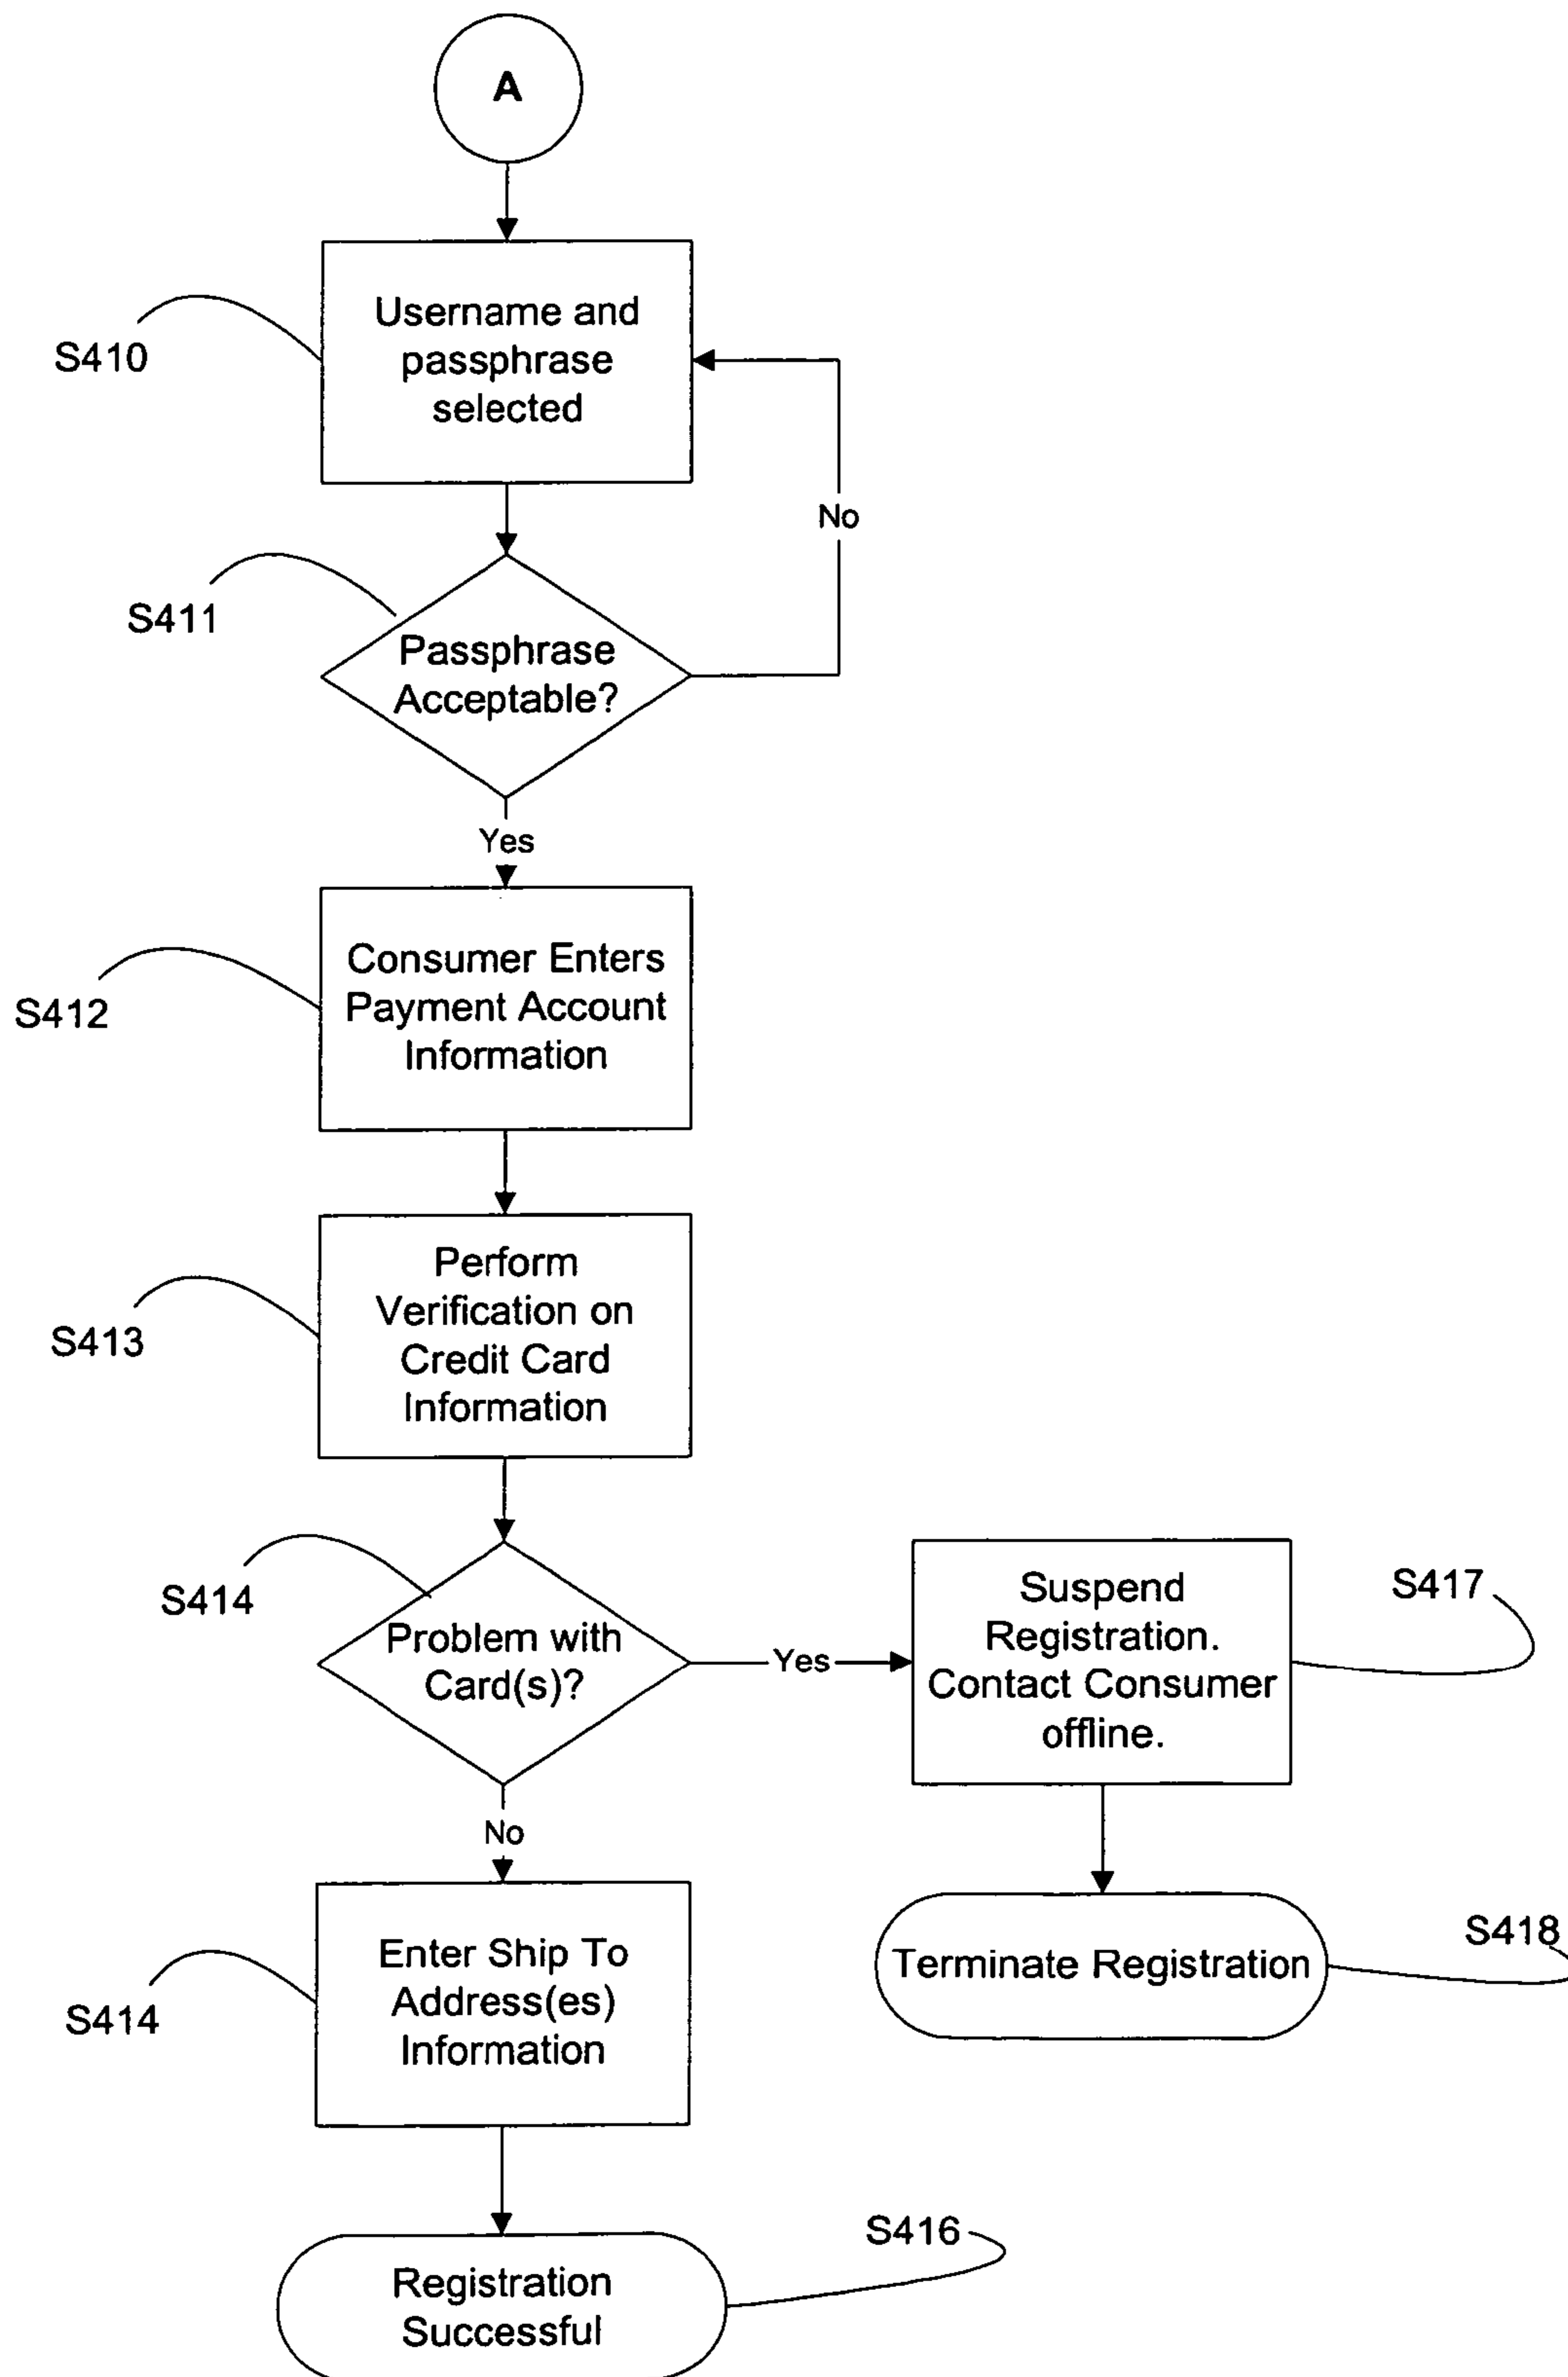 A
Username and
passphrase
selected
S410
No
S411
Passphrase
Acceptable?
Yes
Consumer Enters
Payment Account
Information
S412
Perform
Verification on
Credit Card
Information
S413
S414
Problem with
Card(s)?
Yes
Suspend
Registration.
Contact Consumer
offline.
S417
No
Enter Ship To
Address(es)
Information
S414
Terminate Registration
S418
S416
Registration
Successful